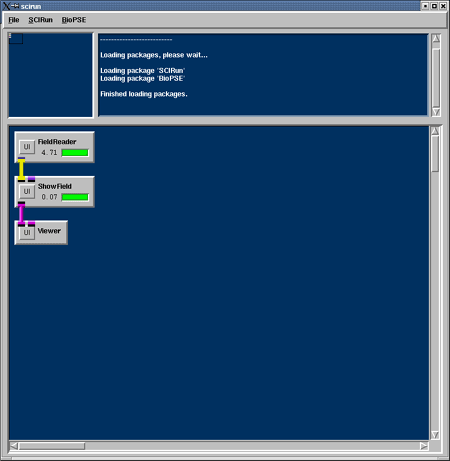 scirun
File SCIRun BioPSE
---------------------------
Loading packages, please wait...
Loading package 'SCIRun'
Loading package 'BioPSE'
Finished loading packages.
UI FieldReader
4.71
UI ShowField
0.07
UI Viewer